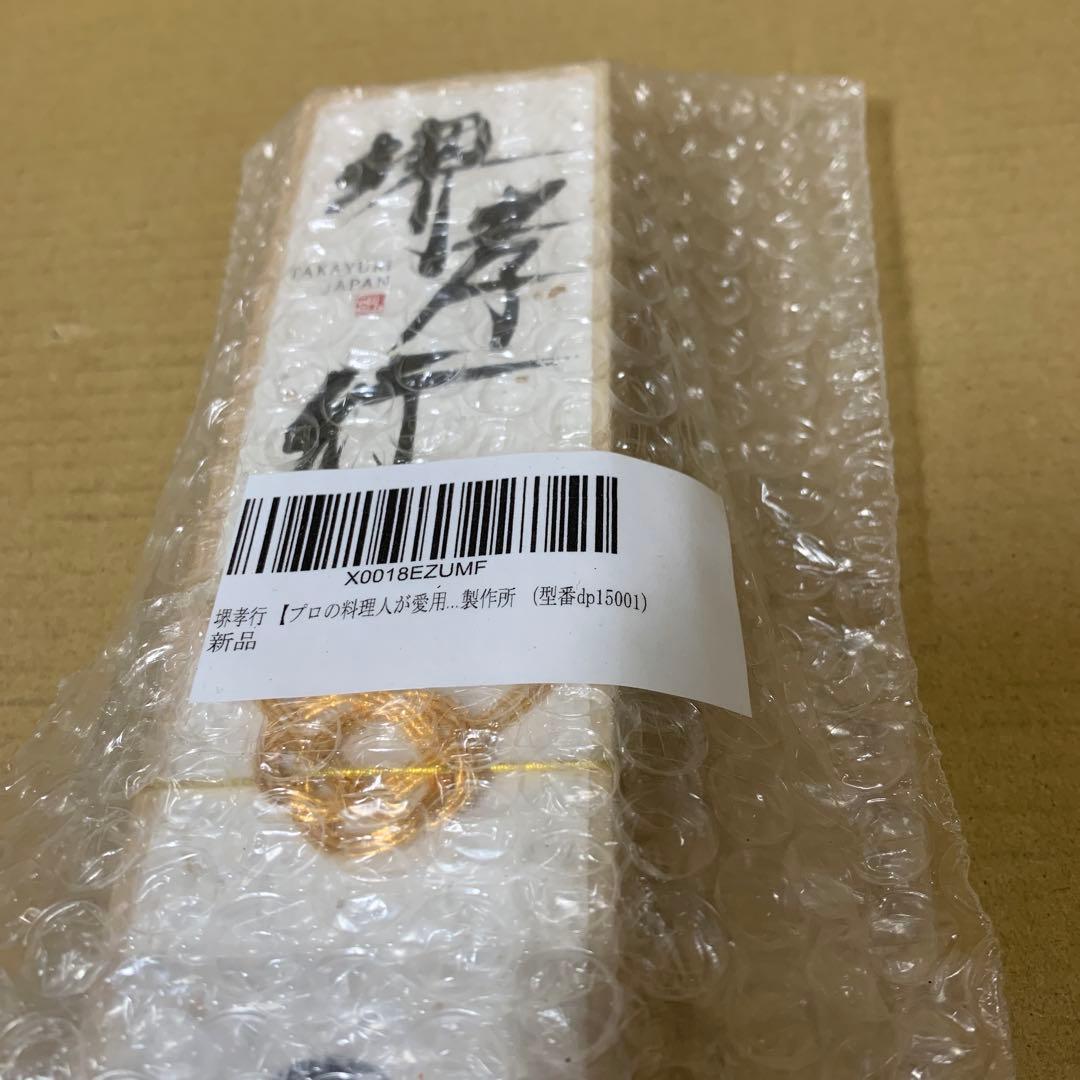 堺孝行
TAKAYUKI
JAPAN
X0018EZUMF
堺孝行 【プロの料理人が愛用...製作所 (型番dp15001)
新品